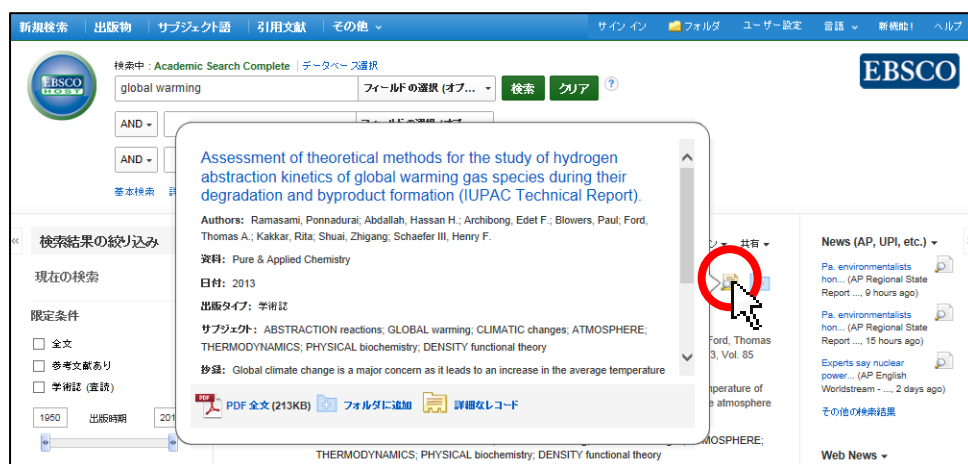 新規検索 出版物 サブジェクト語 引用文献 その他 サインイン フォルダ ユーザー設定 言語 新機能! ヘルプ
EBSCO
HOST
検索中 : Academic Search Complete データベース選択
EBSCO
global warming フィールドの選択 (オプ... 検索 クリア ?
AND
AND
基本検索
Assessment of theoretical methods for the study of hydrogen
abstraction kinetics of global warming gas species during their
degradation and byproduct formation (IUPAC Technical Report).
Authors: Ramasami, Ponnadurai; Abdallah, Hassan H.; Archibong, Edet F.; Blowers, Paul; Ford,
Thomas A.; Kakkar, Rita; Shuai, Zhigang; Schaefer III, Henry F.
資料: Pure & Applied Chemistry
日付: 2013
出版タイプ: 学術誌
サブジェクト: ABSTRACTION reactions; GLOBAL warming; CLIMATIC changes; ATMOSPHERE;
THERMODYNAMICS; PHYSICAL biochemistry; DENSITY functional theory
抄録: Global climate change is a major concern as it leads to an increase in the average temperature
PDF 全文 (213KB) フォルダに追加 詳細なレコード
« 検索結果の絞り込み
現在の検索
限定条件
全文
参考文献あり
学術誌 (査読)
1950 出版時期 201
共有
Ford, Thomas
3, Vol. 85
perature of
e atmosphere
MOSPHERE;
THERMODYNAMICS; PHYSICAL biochemistry; DENSITY functional theory
News (AP, UPI, etc.)
Pa. environmentalists
hon... (AP Regional State
Report ..., 9 hours ago)
Pa. environmentalists
hon... (AP Regional State
Report ..., 15 hours ago)
Experts say nuclear
power... (AP English
Worldstream - ..., 2 days ago)
その他の検索結果
Web News